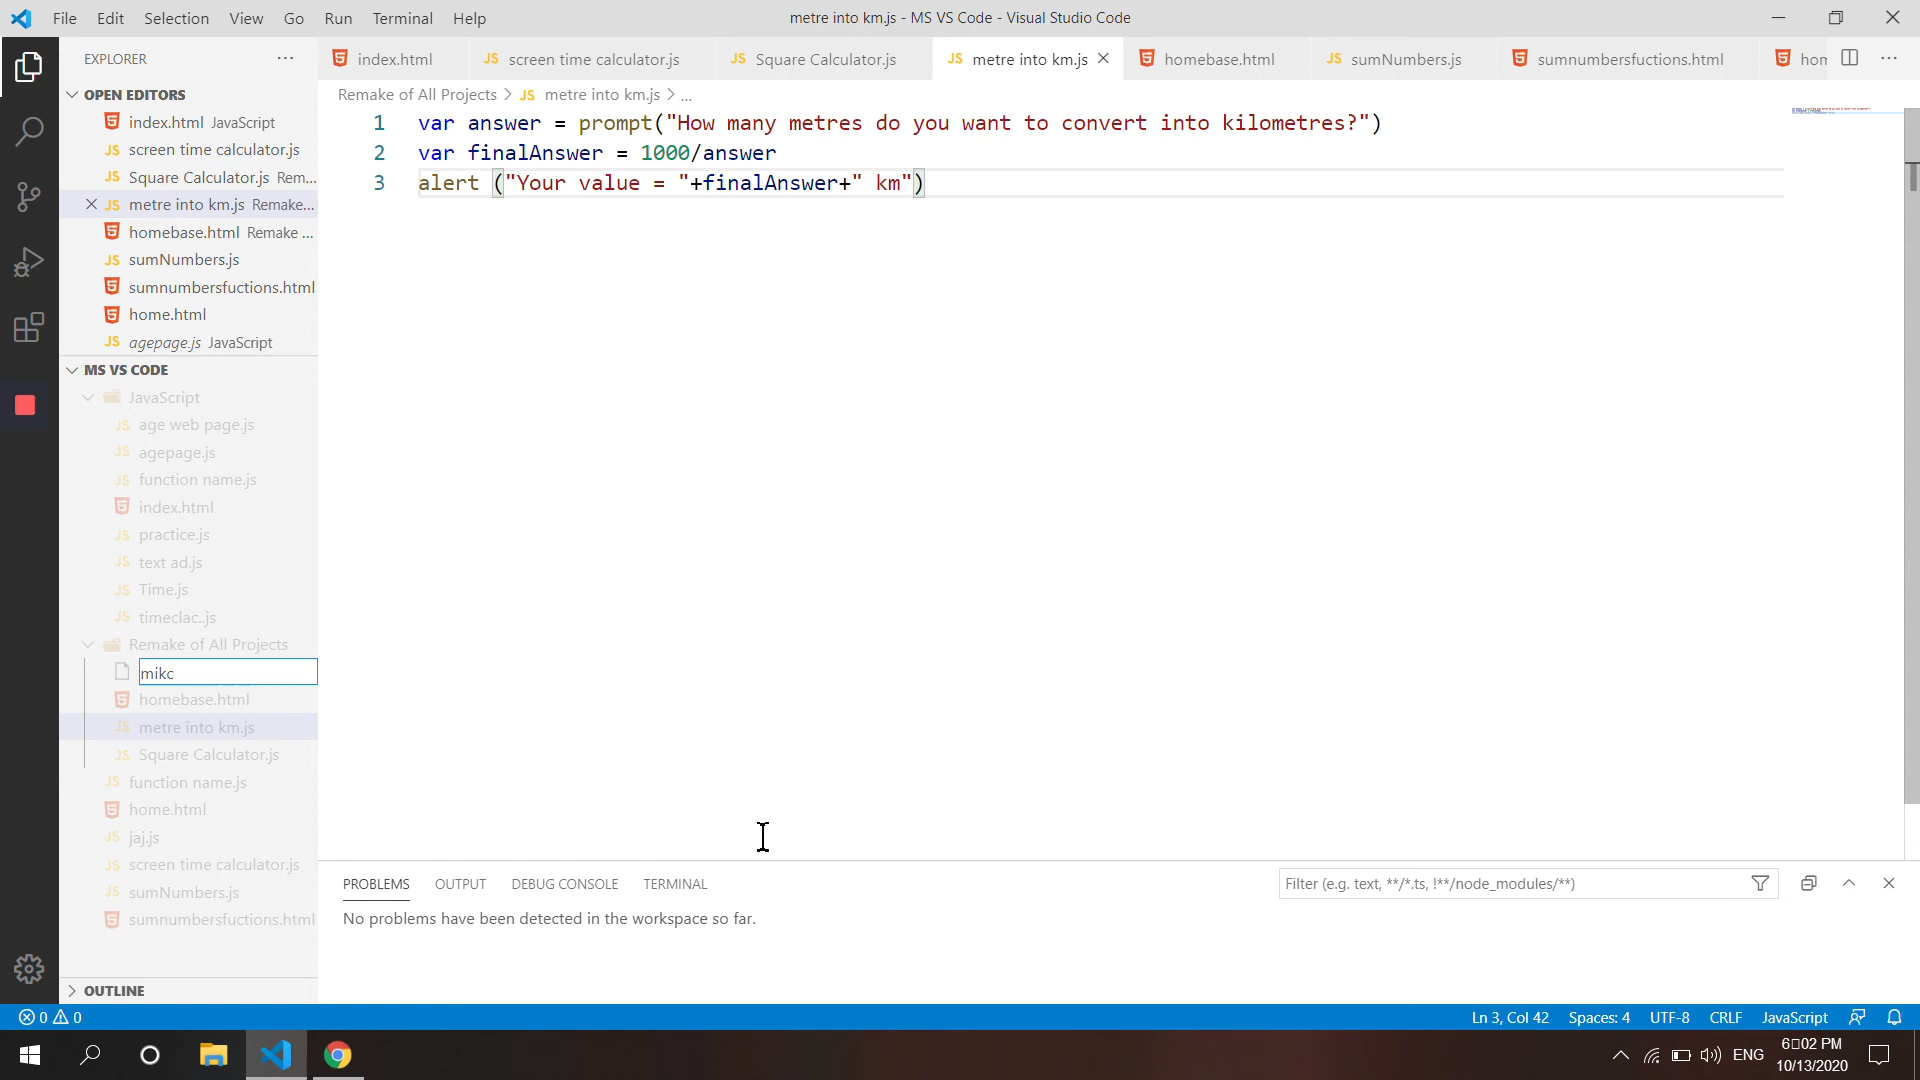 File Edit Selection View Go Run Terminal Help
metre into km.js - MS VS Code - Visual Studio Code
EXPLORER
index.html
screen time calculator.js
Square Calculator.js
metre into km.js
homebase.html
sumNumbers.js
sumnumbersfuctions.html
hom
OPEN EDITORS
index.html JavaScript
screen time calculator.js
Square Calculator.js Rem...
metre into km.js Remake...
homebase.html Remake ...
sumNumbers.js
sumnumbersfuctions.html
home.html
agepage.js JavaScript
MS VS CODE
JavaScript
age web page.js
agepage.js
function name.js
index.html
practice.js
text ad.js
Time.js
timeclac..js
Remake of All Projects
mikc
homebase.html
metre into km.js
Square Calculator.js
function name.js
home.html
jaj.js
screen time calculator.js
sumNumbers.js
sumnumbersfuctions.html
OUTLINE
Remake of All Projects > JS metre into km.js > ...
1 var answer = prompt("How many metres do you want to convert into kilometres?")
2 var finalAnswer = 1000/answer
3 alert ("Your value = "+finalAnswer+" km")
PROBLEMS OUTPUT DEBUG CONSOLE TERMINAL
Filter (e.g. text, **/*.ts, !**/node_modules/**)
No problems have been detected in the workspace so far.
0 0
Ln 3, Col 42 Spaces: 4 UTF-8 CRLF JavaScript
ENG
6▯02 PM
10/13/2020